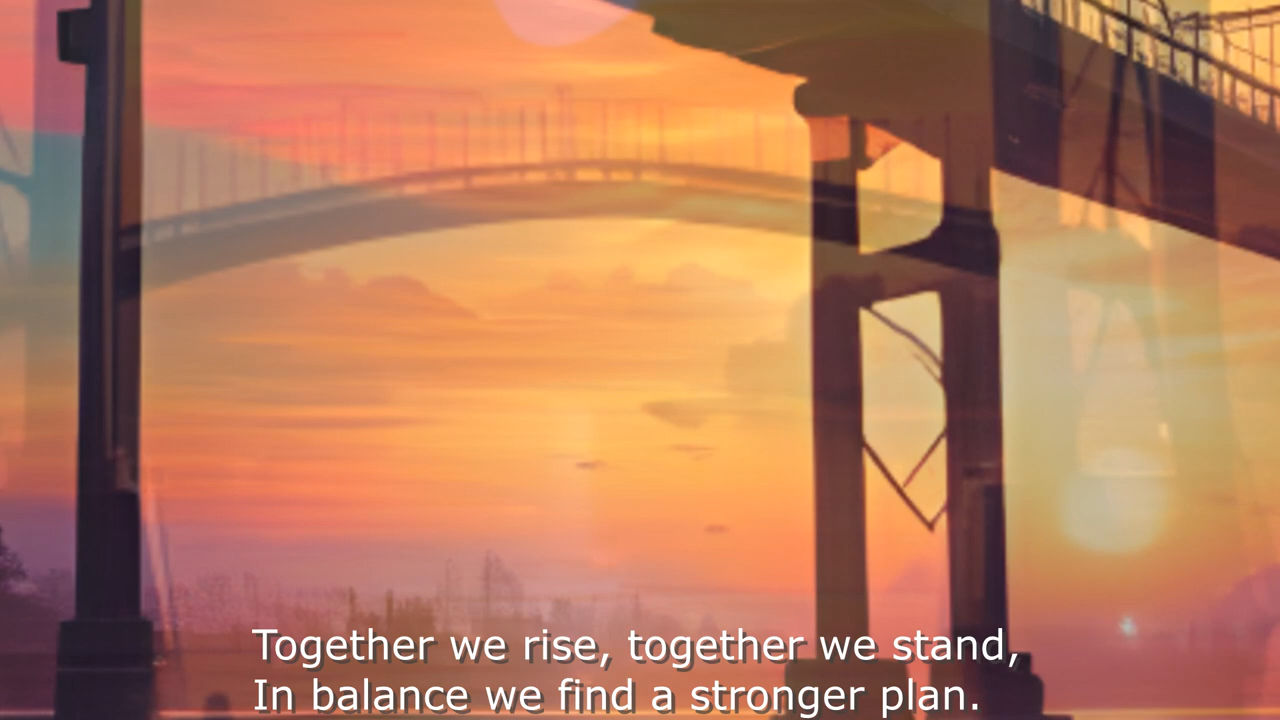 Together we rise, together we stand,
In balance we find a stronger plan.